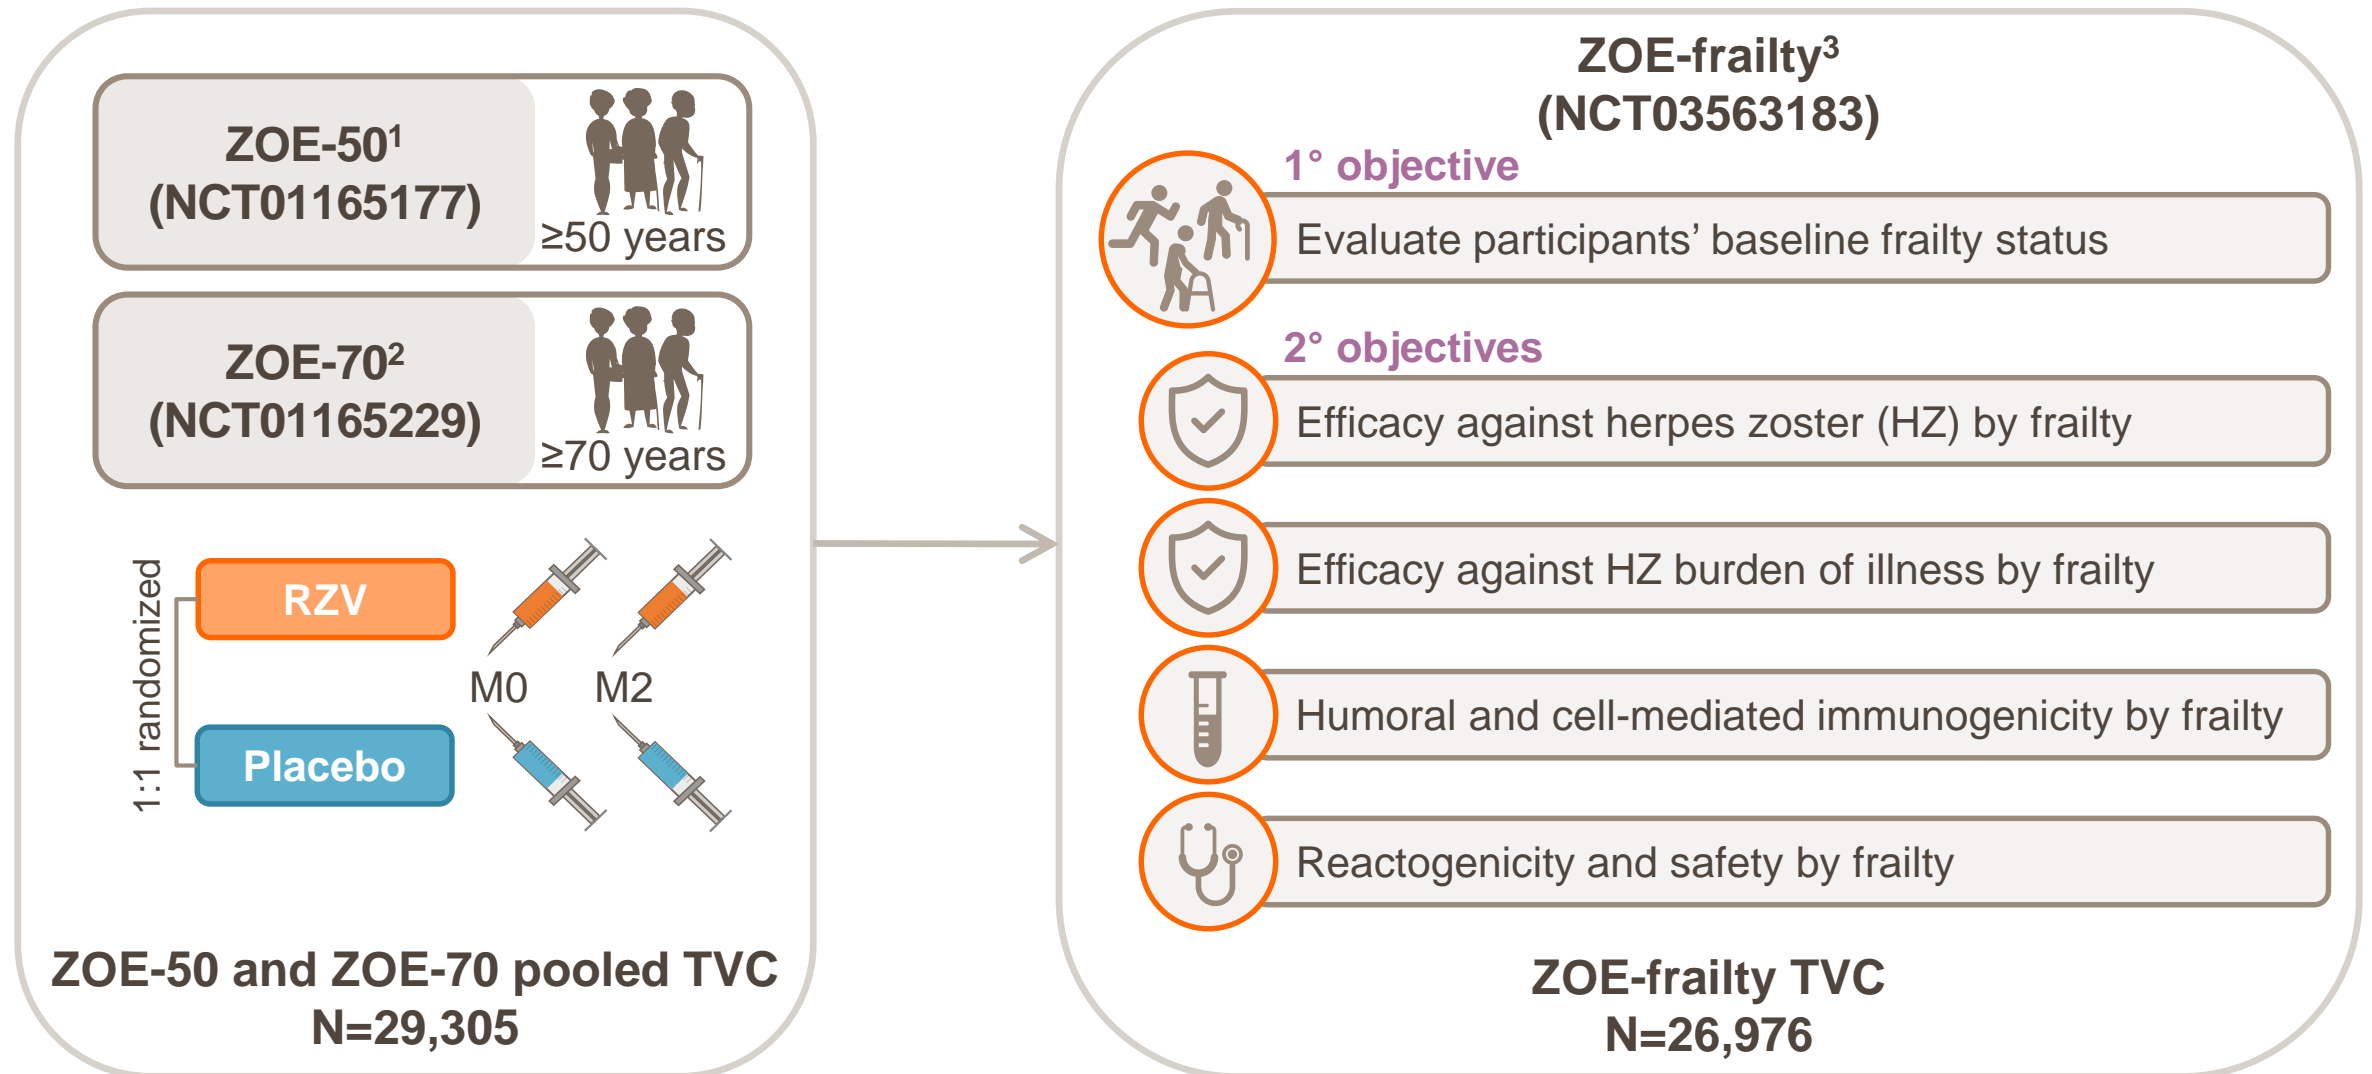 ZOE-50¹
(NCT01165177)
≥50 years
ZOE-70²
(NCT01165229)
≥70 years
1:1 randomized
RZV
M0
M2
Placebo
ZOE-50 and ZOE-70 pooled TVC
N=29,305
ZOE-frailty³
(NCT03563183)
1° objective
Evaluate participants’ baseline frailty status
2° objectives
Efficacy against herpes zoster (HZ) by frailty
Efficacy against HZ burden of illness by frailty
Humoral and cell-mediated immunogenicity by frailty
Reactogenicity and safety by frailty
ZOE-frailty TVC
N=26,976